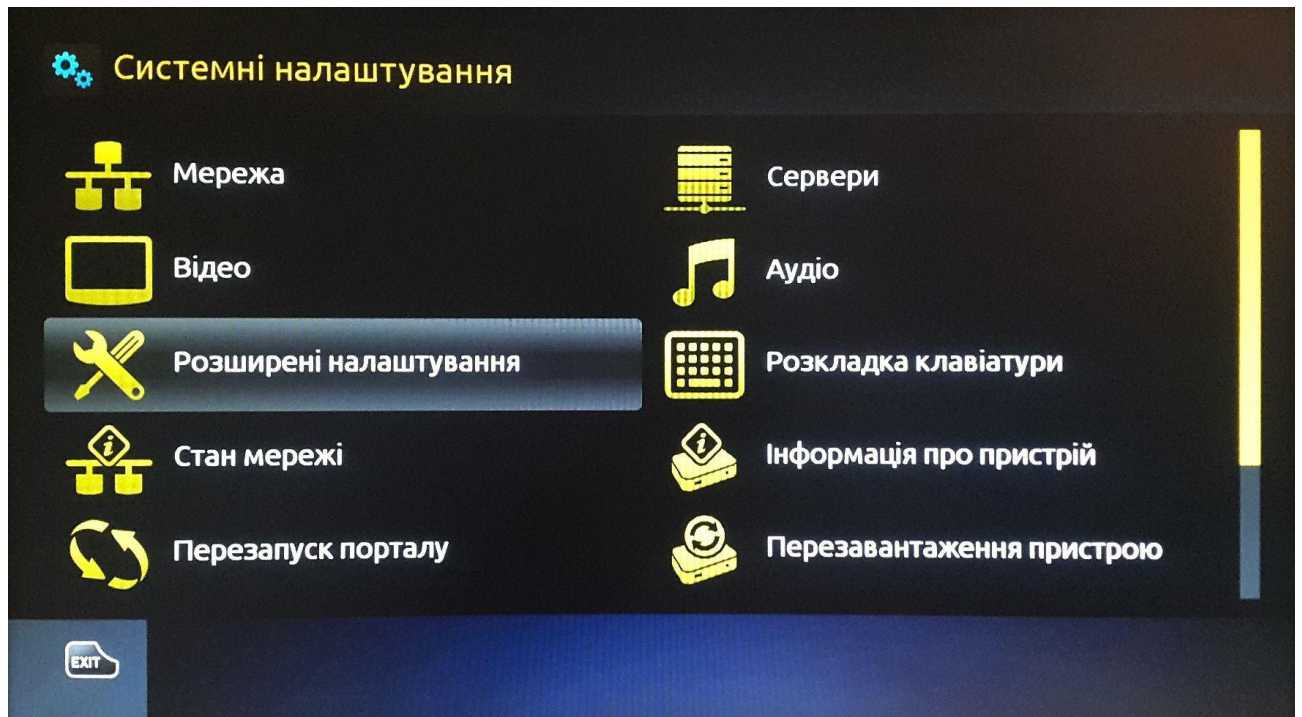 Системні налаштування
Мережа
Сервери
Відео
Аудіо
Розширені налаштування
Розкладка клавіатури
Стан мережі
Інформація про пристрій
Перезапуск порталу
Перезавантаження пристрою
EXIT